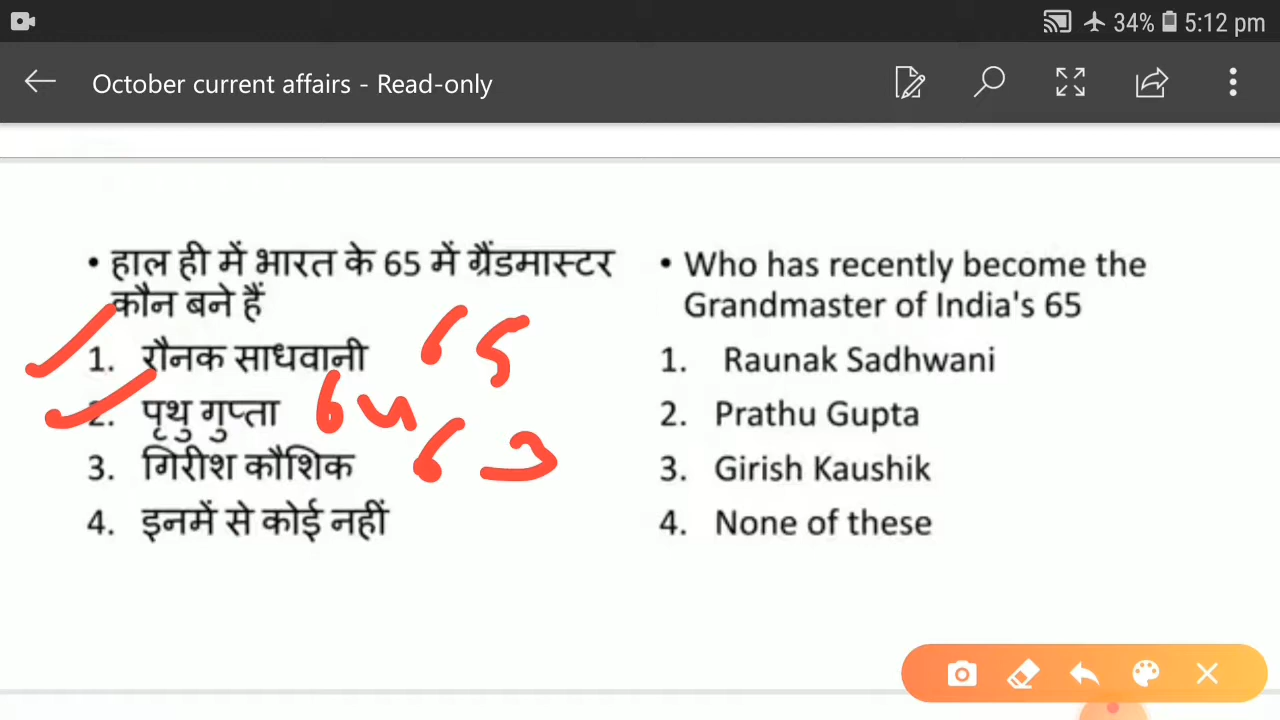 34% 5:12 pm
October current affairs - Read-only
• हाल ही में भारत के 65 में ग्रैंडमास्टर
कौन बने हैं
1. रौनक साधवानी 65
2. पृथु गुप्ता 64
3. गिरीश कौशिक 63
4. इनमें से कोई नहीं
• Who has recently become the
Grandmaster of India's 65
1. Raunak Sadhwani
2. Prathu Gupta
3. Girish Kaushik
4. None of these